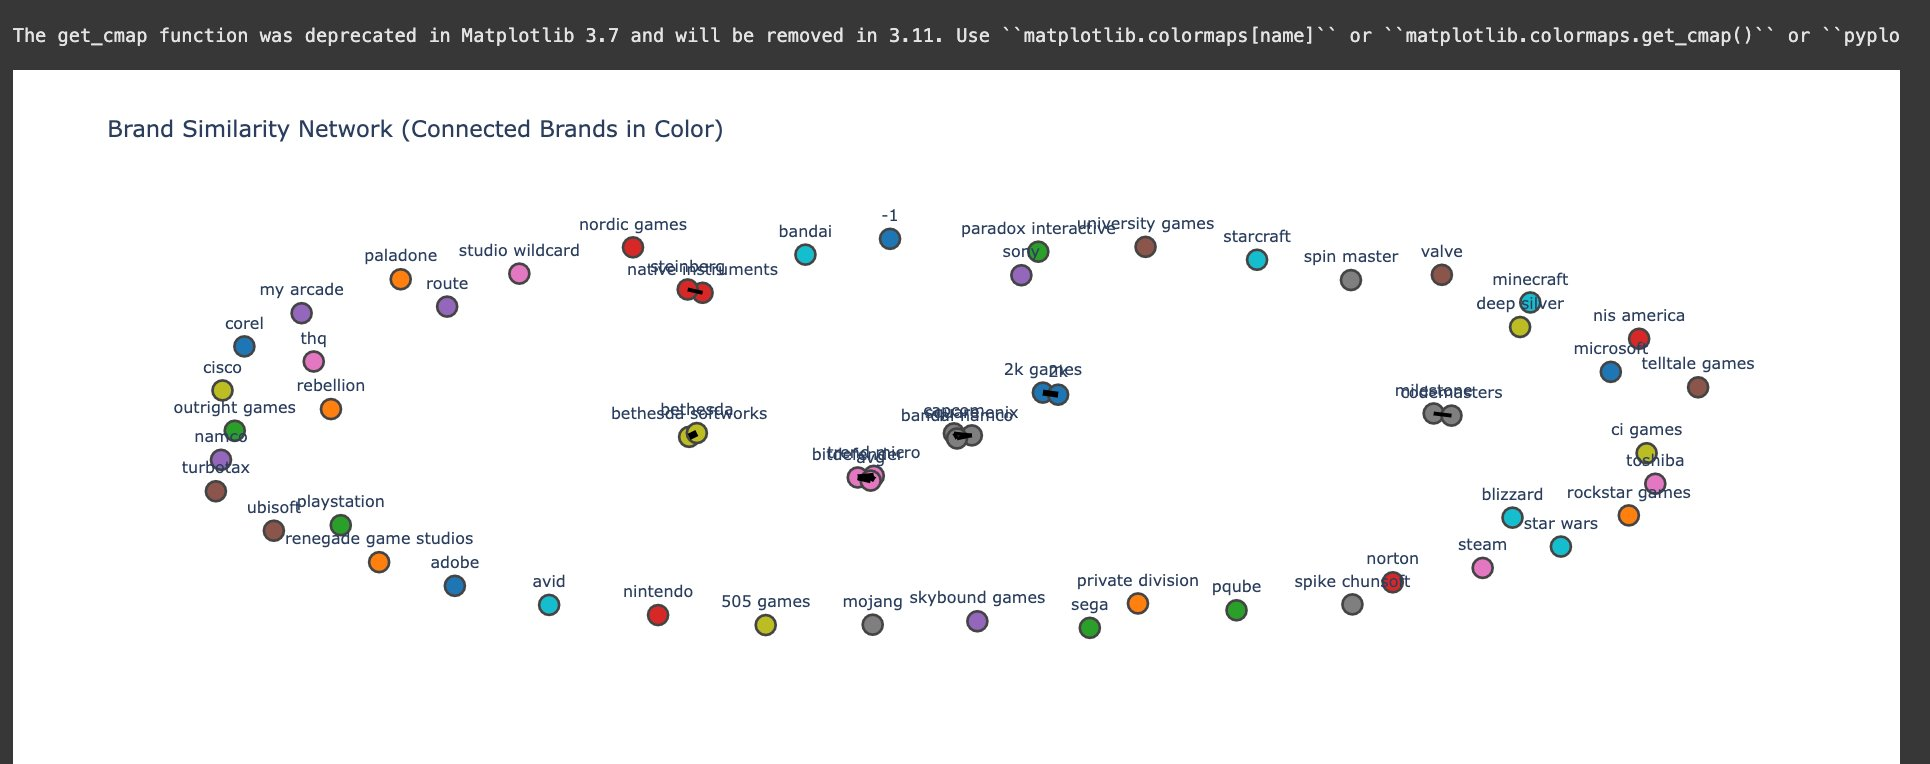 The get_cmap function was deprecated in Matplotlib 3.7 and will be removed in 3.11. Use ``matplotlib.colormaps[name]`` or ``matplotlib.colormaps.get_cmap()`` or ``pyplo
Brand Similarity Network (Connected Brands in Color)
-1
nordic games
bandai
paradox interactive
university games
starcraft
paladone
studio wildcard
sony
spin master
valve
steinberg
native instruments
my arcade
route
minecraft
deep silver
corel
thq
nis america
microsoft
telltale games
cisco
rebellion
2k games
2k
milestone
codemasters
outright games
bethesda
bethesda softworks
capcom
bandai namco
namco
ci games
turbotax
trend micro
bitdefender
avg
toshiba
ubisoft
playstation
blizzard
rockstar games
renegade game studios
star wars
adobe
steam
avid
norton
nintendo
505 games
mojang
skybound games
sega
private division
pqube
spike chunsoft